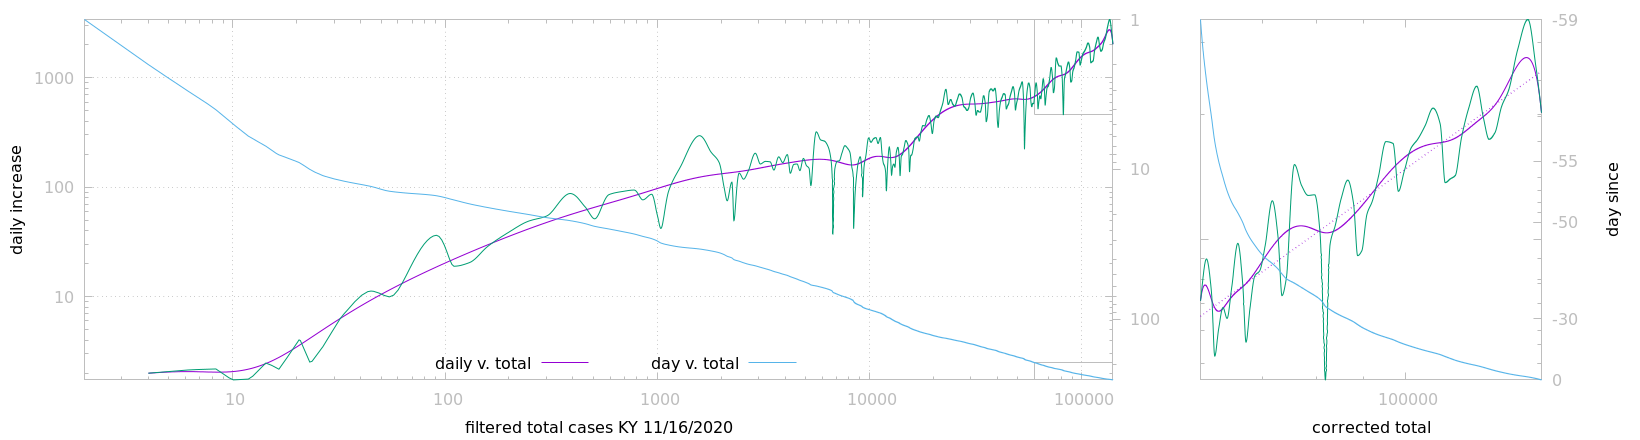 1
-59
1000
daily increase
10
-55
100
day since
-50
10
100
-30
daily v. total
day v. total
0
10
100
1000
10000
100000
100000
filtered total cases KY 11/16/2020
corrected total